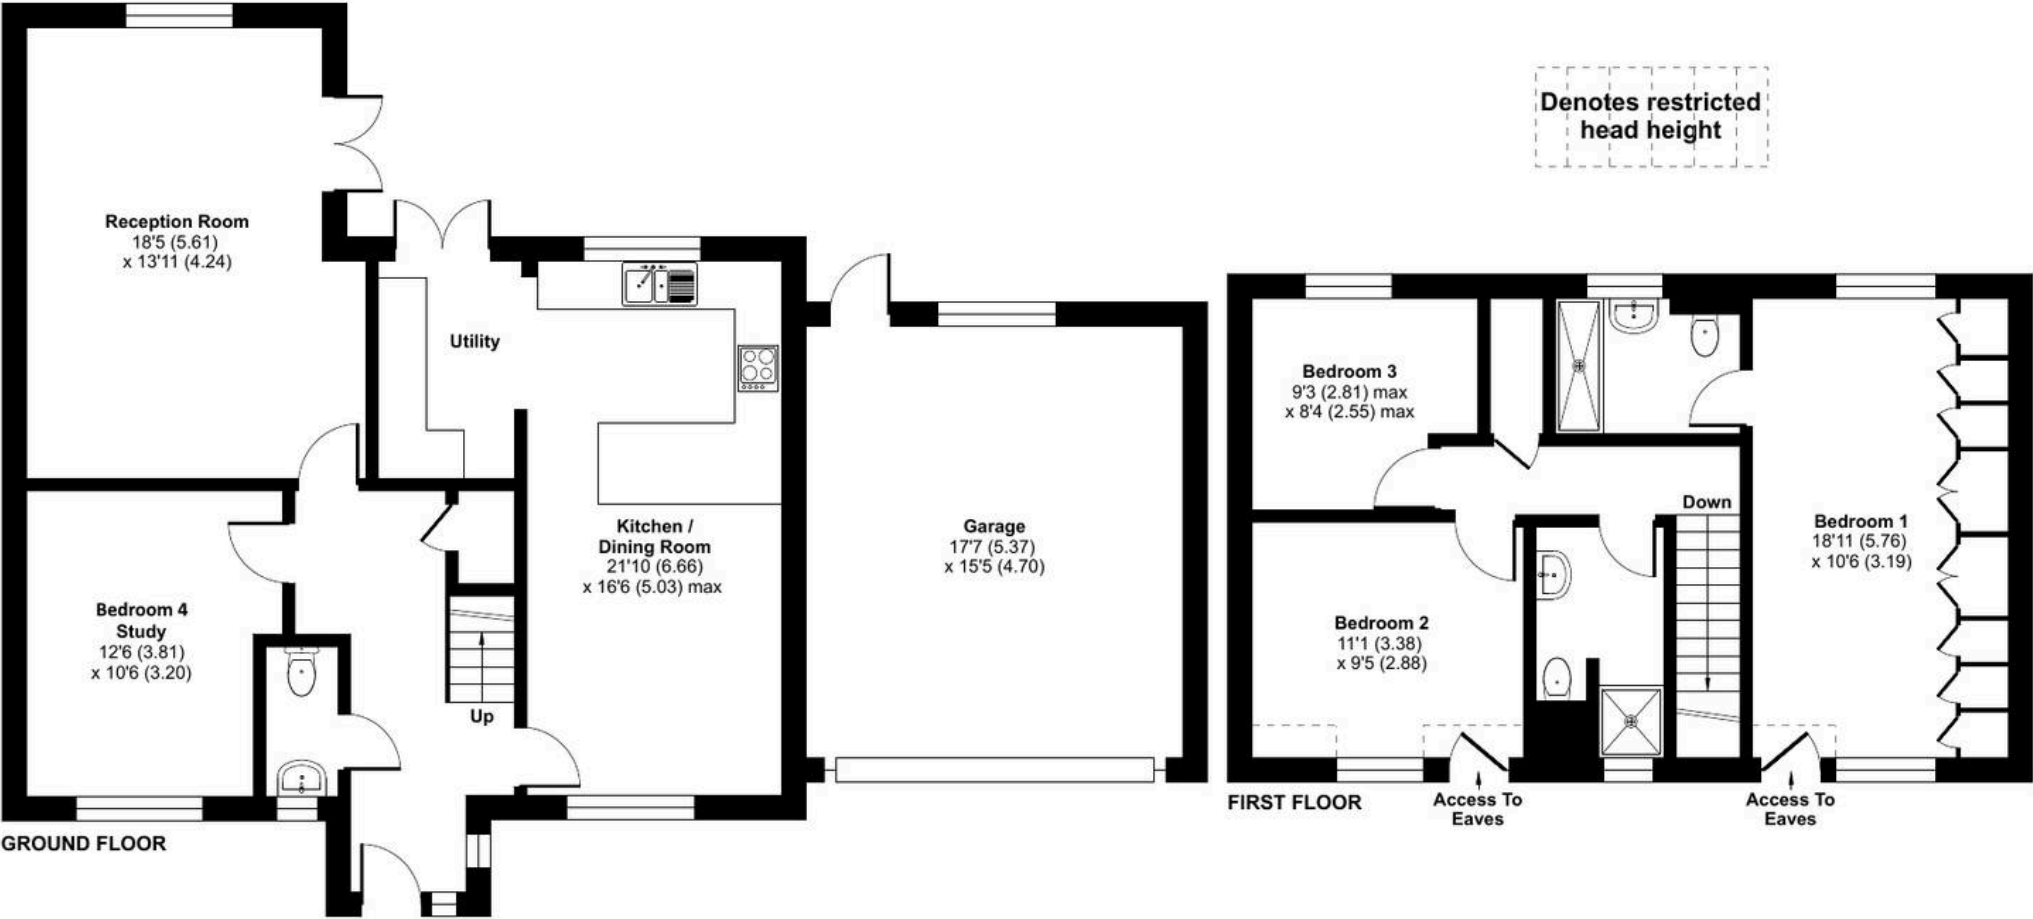 Reception Room
18'5 (5.61)
x 13'11 (4.24)
Utility
Kitchen /
Dining Room
21'10 (6.66)
x 16'6 (5.03) max
Bedroom 4
Study
12'6 (3.81)
x 10'6 (3.20)
Up
Garage
17'7 (5.37)
x 15'5 (4.70)
GROUND FLOOR
Denotes restricted
head height
Bedroom 3
9'3 (2.81) max
x 8'4 (2.55) max
Down
Bedroom 1
18'11 (5.76)
x 10'6 (3.19)
Bedroom 2
11'1 (3.38)
x 9'5 (2.88)
FIRST FLOOR
Access To
Eaves
Access To
Eaves